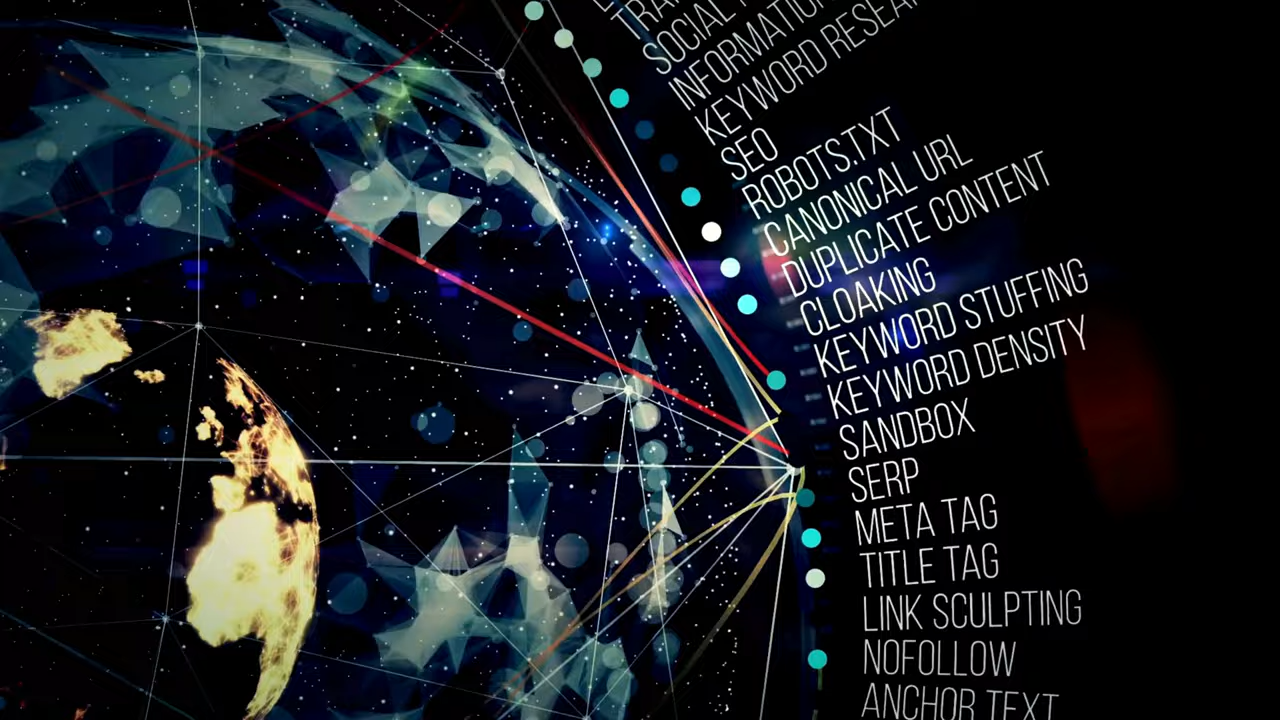 SOCIAL
KEYWORD
SEO
ROBOTS.TXT
CANONICAL URL
DUPLICATE CONTENT
CLOAKING
KEYWORD STUFFING
KEYWORD DENSITY
SANDBOX
SERP
META TAG
TITLE TAG
LINK SCULPTING
NOFOLLOW
ANCHOR TEXT